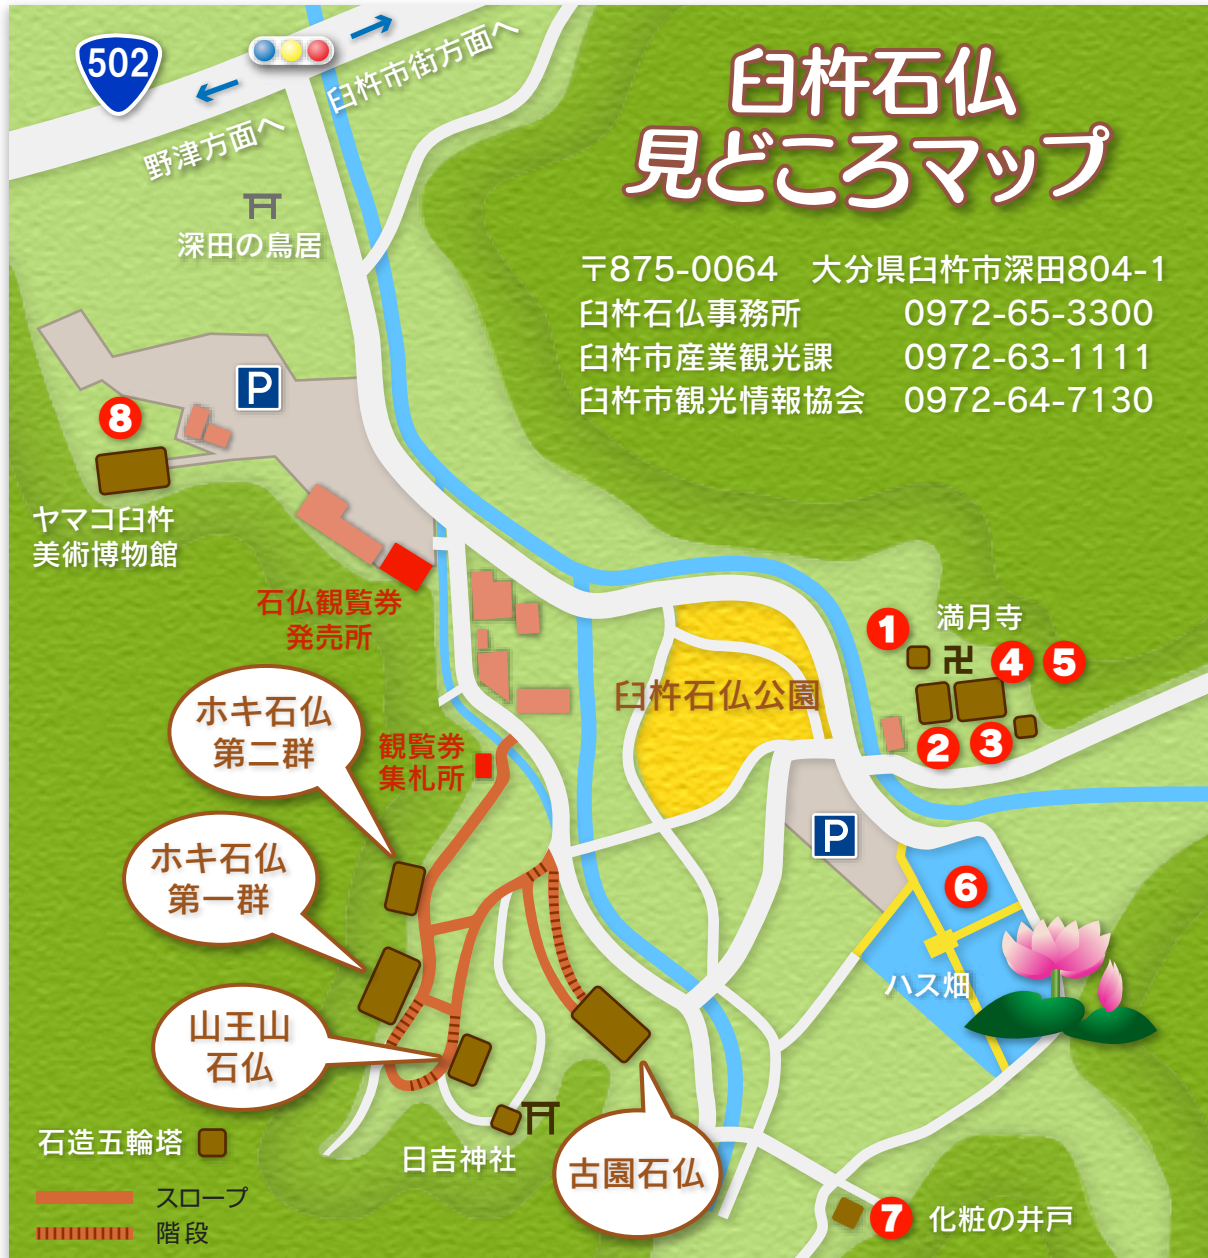 502
臼杵市街方面へ
野津方面へ
臼杵石仏
見どころマップ
深田の鳥居
〒875-0064 大分県臼杵市深田804-1
臼杵石仏事務所 0972-65-3300
臼杵市産業観光課 0972-63-1111
臼杵市観光情報協会 0972-64-7130
P
8
ヤマコ臼杵
美術博物館
石仏観覧券
発売所
1
満月寺
卍
4
5
2
3
臼杵石仏公園
ホキ石仏
第二群
観覧券
集札所
P
ホキ石仏
第一群
6
ハス畑
山王山
石仏
石造五輪塔
日吉神社
古園石仏
スロープ
階段
7
化粧の井戸